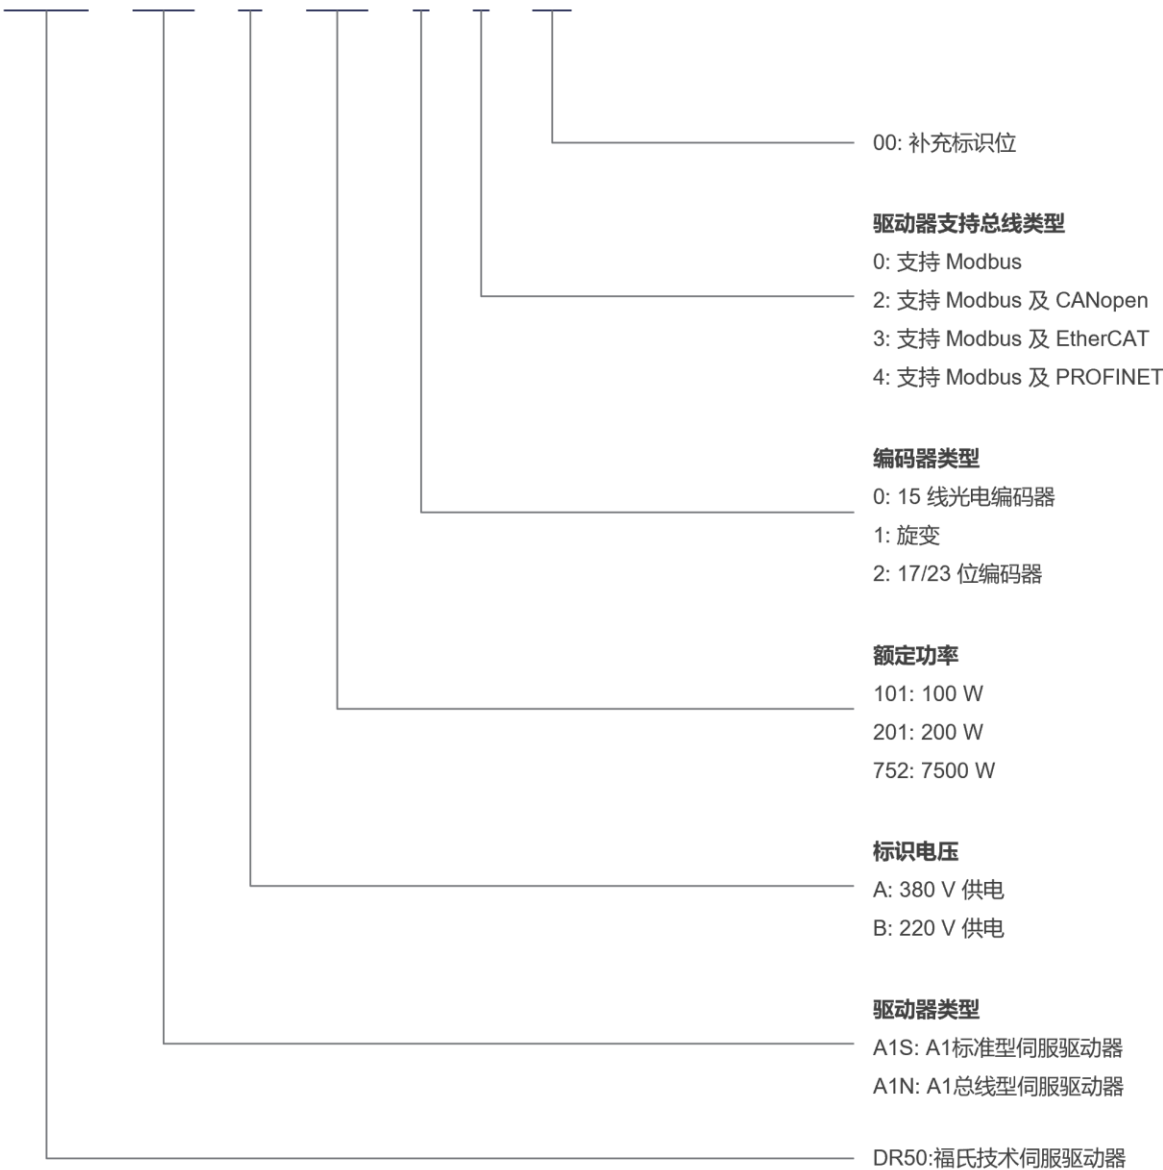 00: 补充标识位
驱动器支持总线类型
0: 支持 Modbus
2: 支持 Modbus 及 CANopen
3: 支持 Modbus 及 EtherCAT
4: 支持 Modbus 及 PROFINET
编码器类型
0: 15 线光电编码器
1: 旋变
2: 17/23 位编码器
额定功率
101: 100 W
201: 200 W
752: 7500 W
标识电压
A: 380 V 供电
B: 220 V 供电
驱动器类型
A1S: A1标准型伺服驱动器
A1N: A1总线型伺服驱动器
DR50:福氏技术伺服驱动器